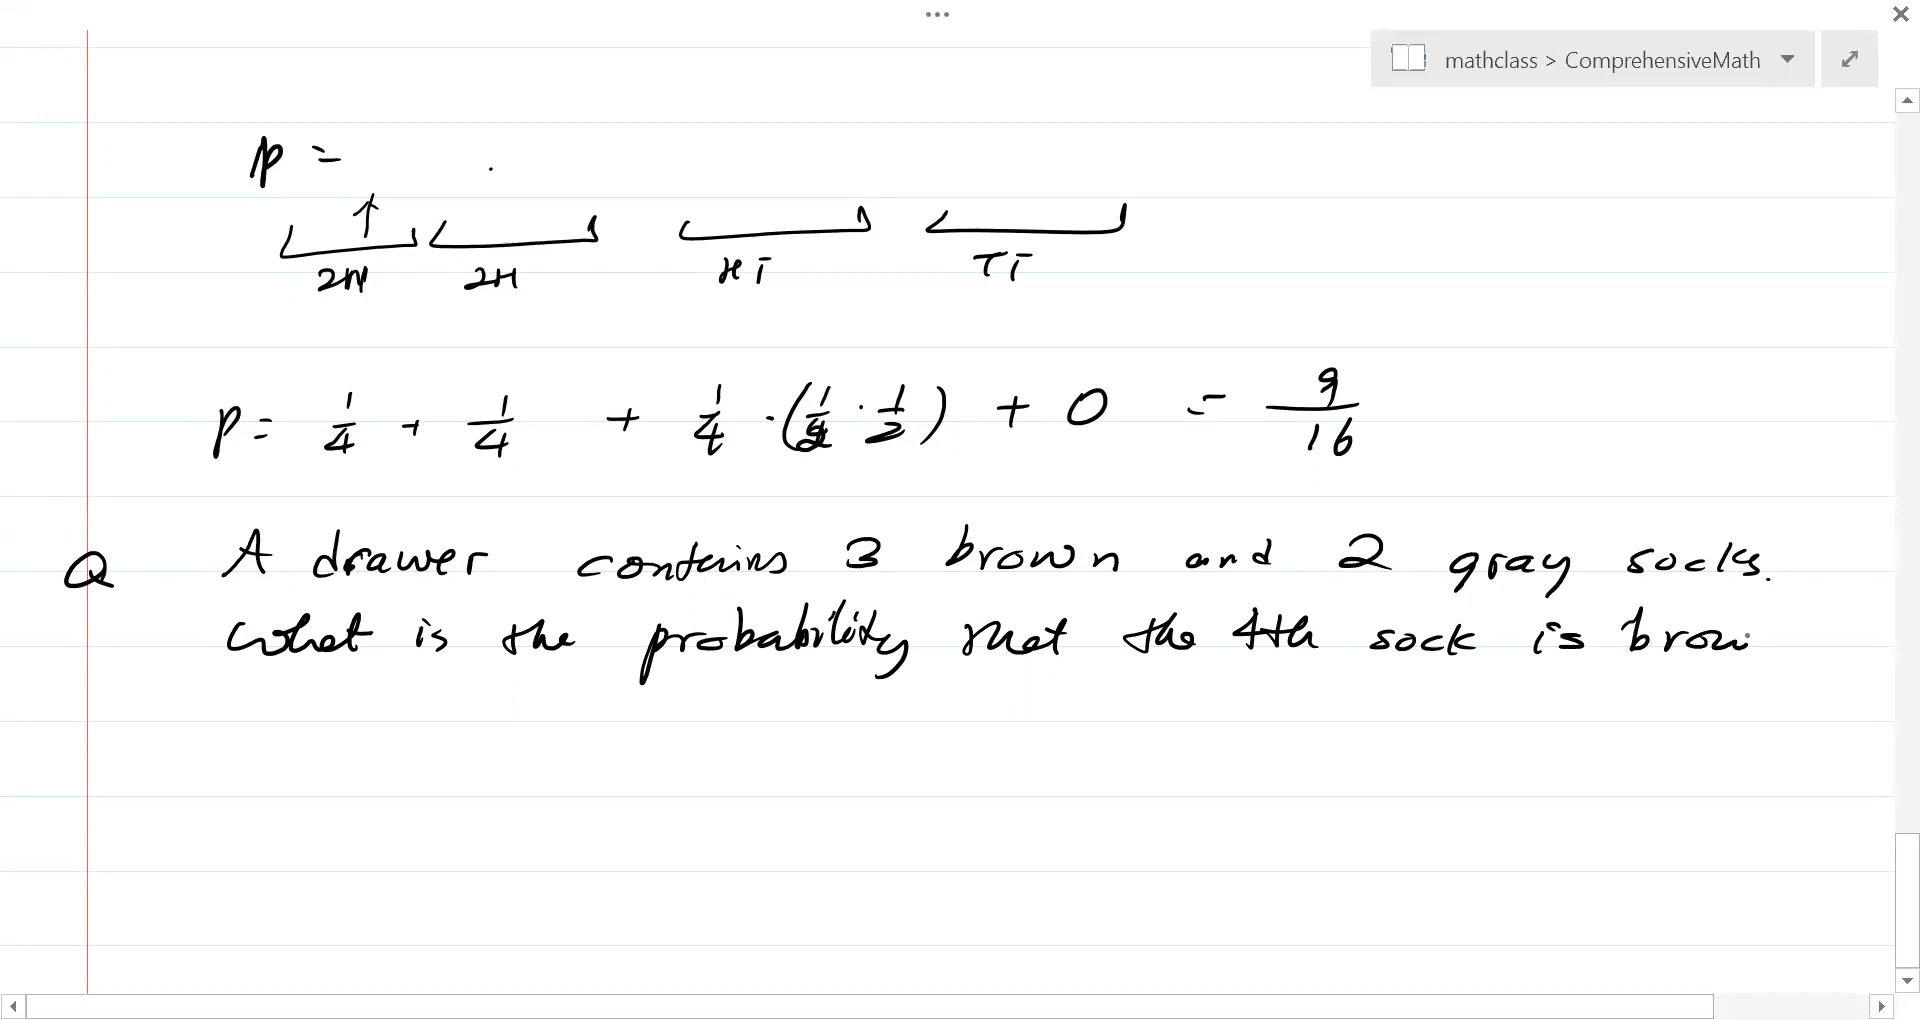 mathclass > ComprehensiveMath
p =
2H 2H HT TT
p = 1/4 + 1/4 + 1/4 · (1/2 · 1/2) + 0 = 9/16
Q A drawer contains 3 brown and 2 gray socks.
What is the probability that the 4th sock is brow